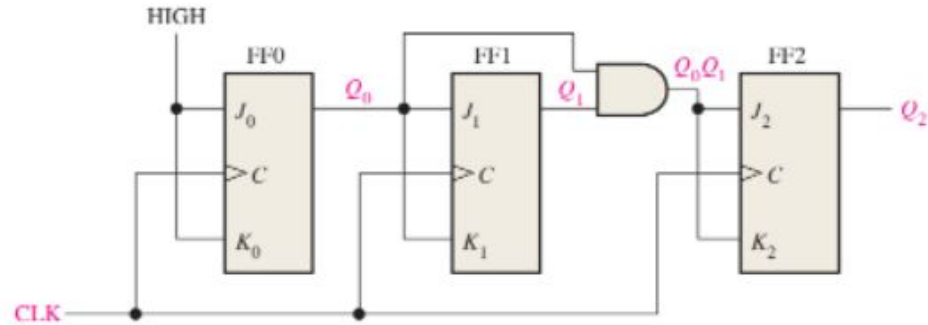 HIGH
FF0 FF1 FF2
Q₀ Q₁ Q₀Q₁ Q₂
J₀ J₁ J₂
C C C
K₀ K₁ K₂
CLK